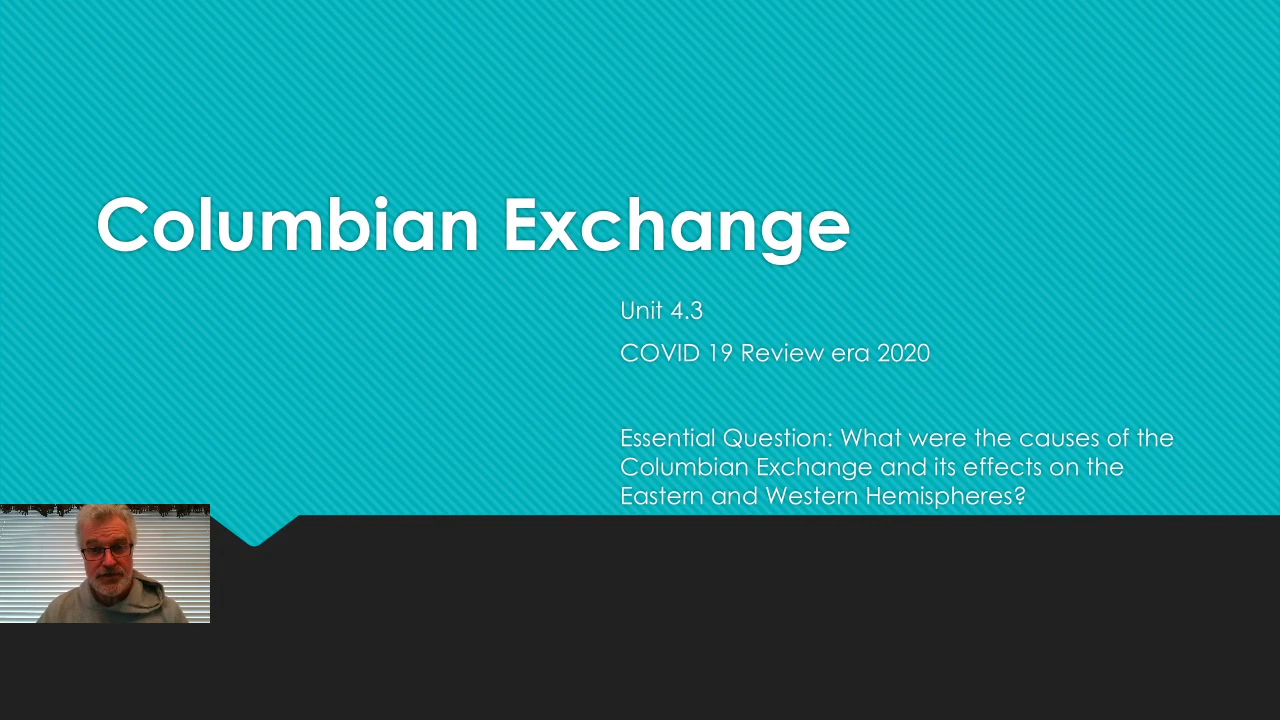 Columbian Exchange
Unit 4.3
COVID 19 Review era 2020
Essential Question: What were the causes of the
Columbian Exchange and its effects on the
Eastern and Western Hemispheres?